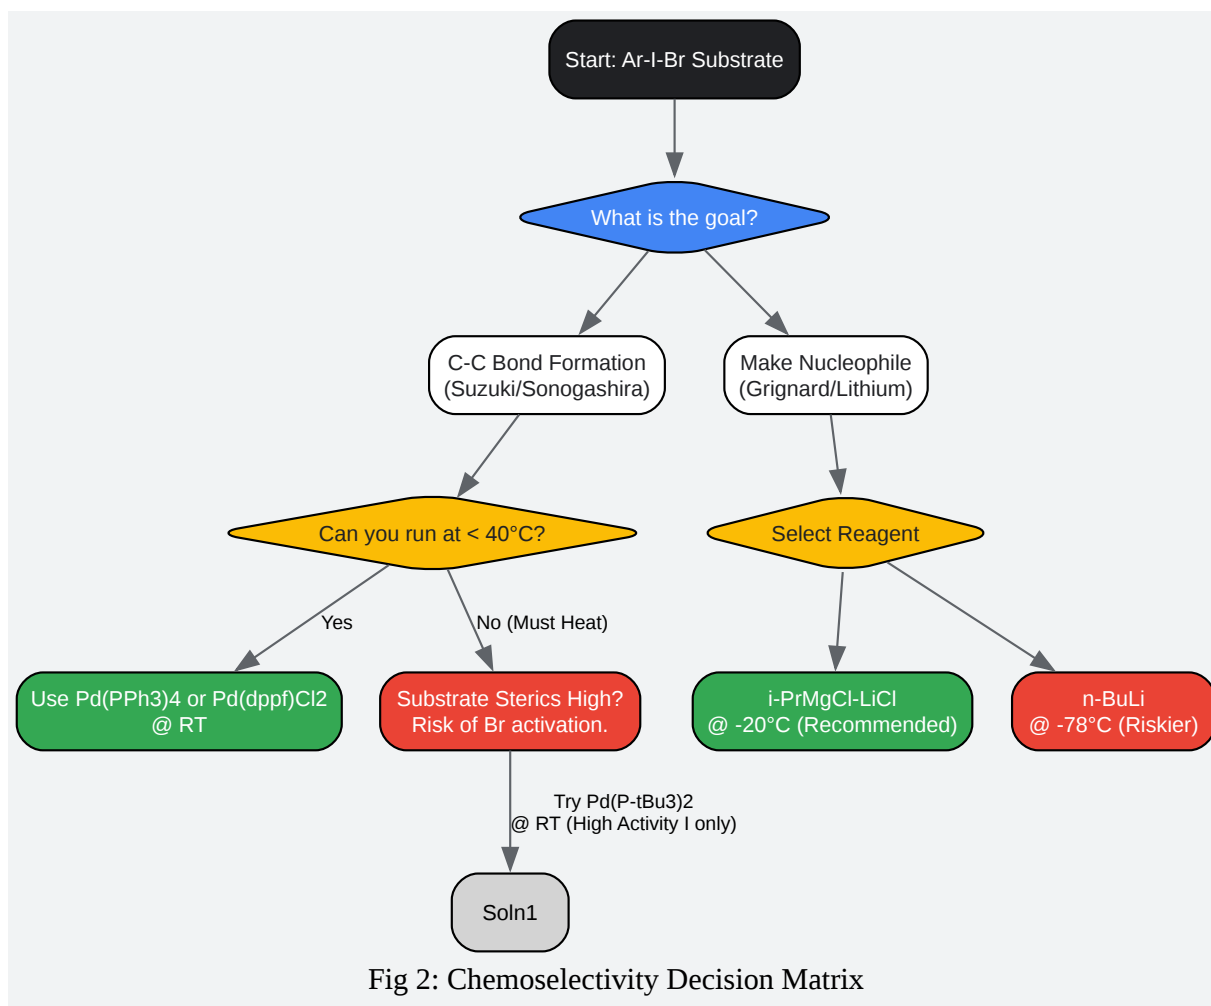 Start: Ar-I-Br Substrate
What is the goal?
C-C Bond Formation
(Suzuki/Sonogashira)
Make Nucleophile
(Grignard/Lithium)
Can you run at < 40°C?
Select Reagent
Yes
No (Must Heat)
Use Pd(PPh3)4 or Pd(dppf)Cl2
@ RT
Substrate Sterics High?
Risk of Br activation.
i-PrMgCl-LiCl
@ -20°C (Recommended)
n-BuLi
@ -78°C (Riskier)
Try Pd(P-tBu3)2
@ RT (High Activity I only)
Soln1
Fig 2: Chemoselectivity Decision Matrix